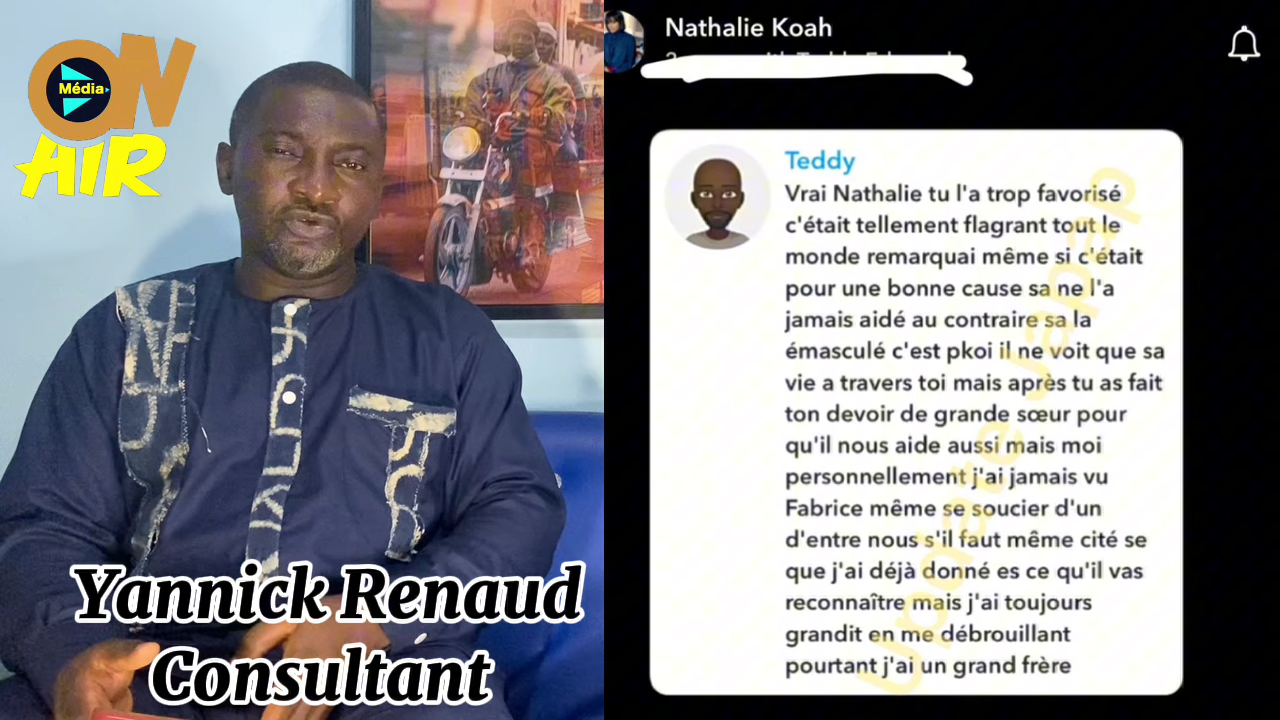 ON
Média
AIR
Yannick Renaud
Consultant
Nathalie Koah
Teddy
Vrai Nathalie tu l'a trop favorisé
c'était tellement flagrant tout le
monde remarquai même si c'était
pour une bonne cause sa ne l'a
jamais aidé au contraire sa la
émasculé c'est pkoi il ne voit que sa
vie a travers toi mais après tu as fait
ton devoir de grande sœur pour
qu'il nous aide aussi mais moi
personnellement j'ai jamais vu
Fabrice même se soucier d'un
d'entre nous s'il faut même cité se
que j'ai déjà donné es ce qu'il vas
reconnaître mais j'ai toujours
grandit en me débrouillant
pourtant j'ai un grand frère